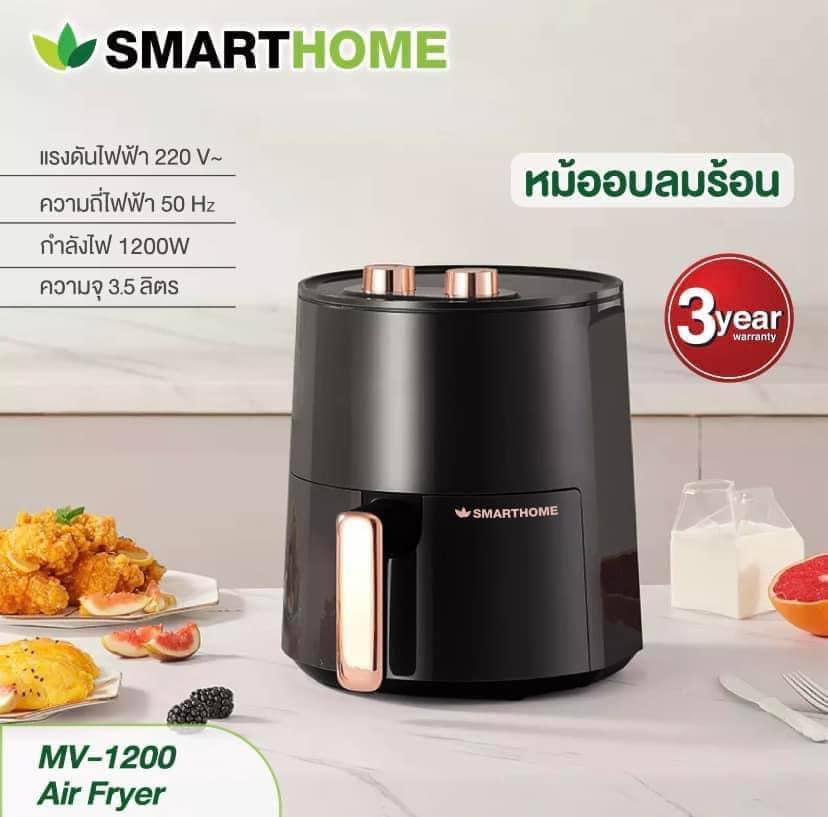 SMARTHOME
แรงดันไฟฟ้า 220 V~
ความถี่ไฟฟ้า 50 Hz
กำลังไฟ 1200W
ความจุ 3.5 ลิตร
หม้ออบลมร้อน
3year
warranty
SMARTHOME
MV-1200
Air Fryer